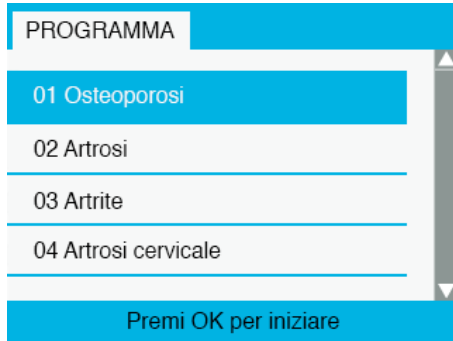 PROGRAMMA
01 Osteoporosi
02 Artrosi
03 Artrite
04 Artrosi cervicale
Premi OK per iniziare